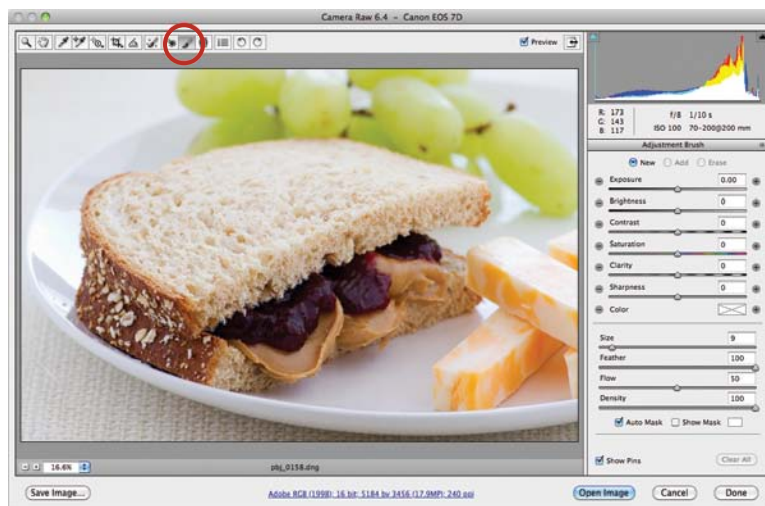 Camera Raw 6.4 - Canon EOS 7D
Preview
R: 173
G: 143
B: 117
f/8 1/10 s
ISO 100 70-200@200 mm
Adjustment Brush
New Add Erase
Exposure 0.00
Brightness 0
Contrast 0
Saturation 0
Clarity 0
Sharpness 0
Color
Size 9
Feather 100
Flow 50
Density 100
Auto Mask Show Mask
Show Pins Clear All
16.6% pbj_0158.dng
Save Image... Adobe RGB (1998); 16 bit; 5184 by 3456 (17.9MP); 240 ppi Open Image Cancel Done